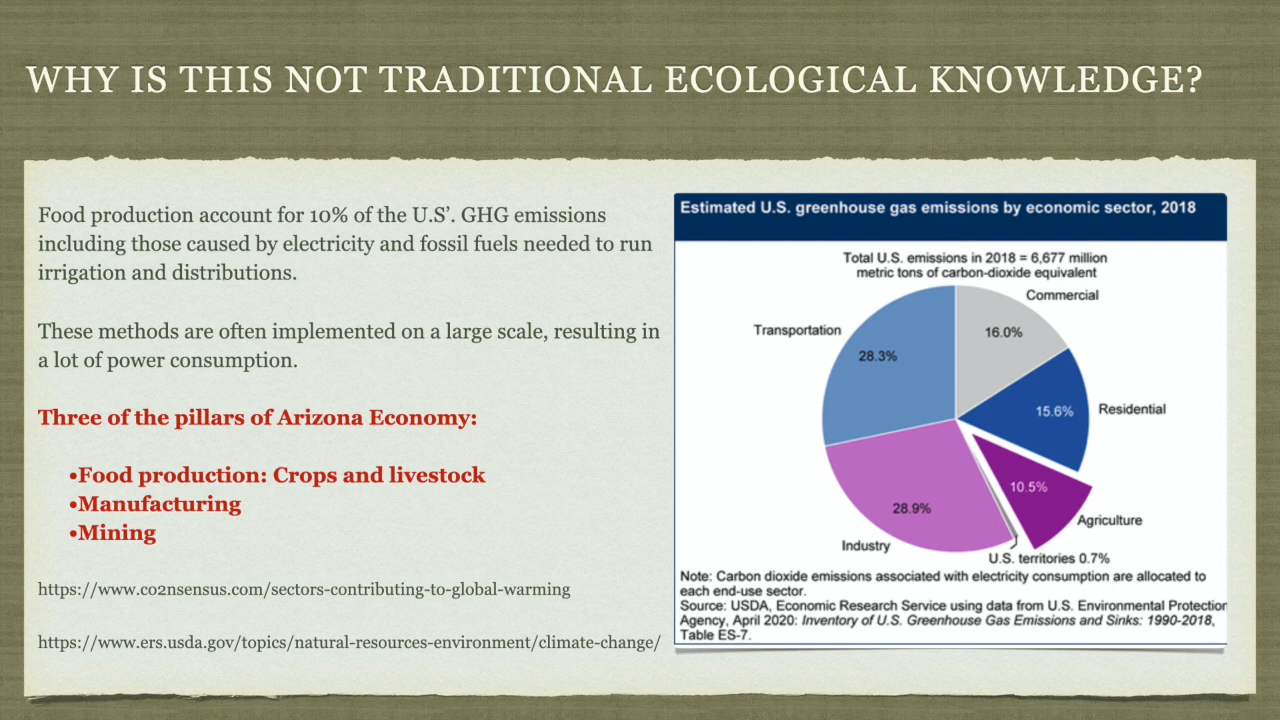 WHY IS THIS NOT TRADITIONAL ECOLOGICAL KNOWLEDGE?
Food production account for 10% of the U.S’. GHG emissions
including those caused by electricity and fossil fuels needed to run
irrigation and distributions.
These methods are often implemented on a large scale, resulting in
a lot of power consumption.
Three of the pillars of Arizona Economy:
•Food production: Crops and livestock
•Manufacturing
•Mining
https://www.co2nsensus.com/sectors-contributing-to-global-warming
https://www.ers.usda.gov/topics/natural-resources-environment/climate-change/
Estimated U.S. greenhouse gas emissions by economic sector, 2018
Total U.S. emissions in 2018 = 6,677 million
metric tons of carbon-dioxide equivalent
Commercial
16.0%
Transportation
28.3%
Residential
15.6%
10.5%
Agriculture
28.9%
Industry
U.S. territories 0.7%
Note: Carbon dioxide emissions associated with electricity consumption are allocated to
each end-use sector.
Source: USDA, Economic Research Service using data from U.S. Environmental Protection
Agency, April 2020: Inventory of U.S. Greenhouse Gas Emissions and Sinks: 1990-2018,
Table ES-7.